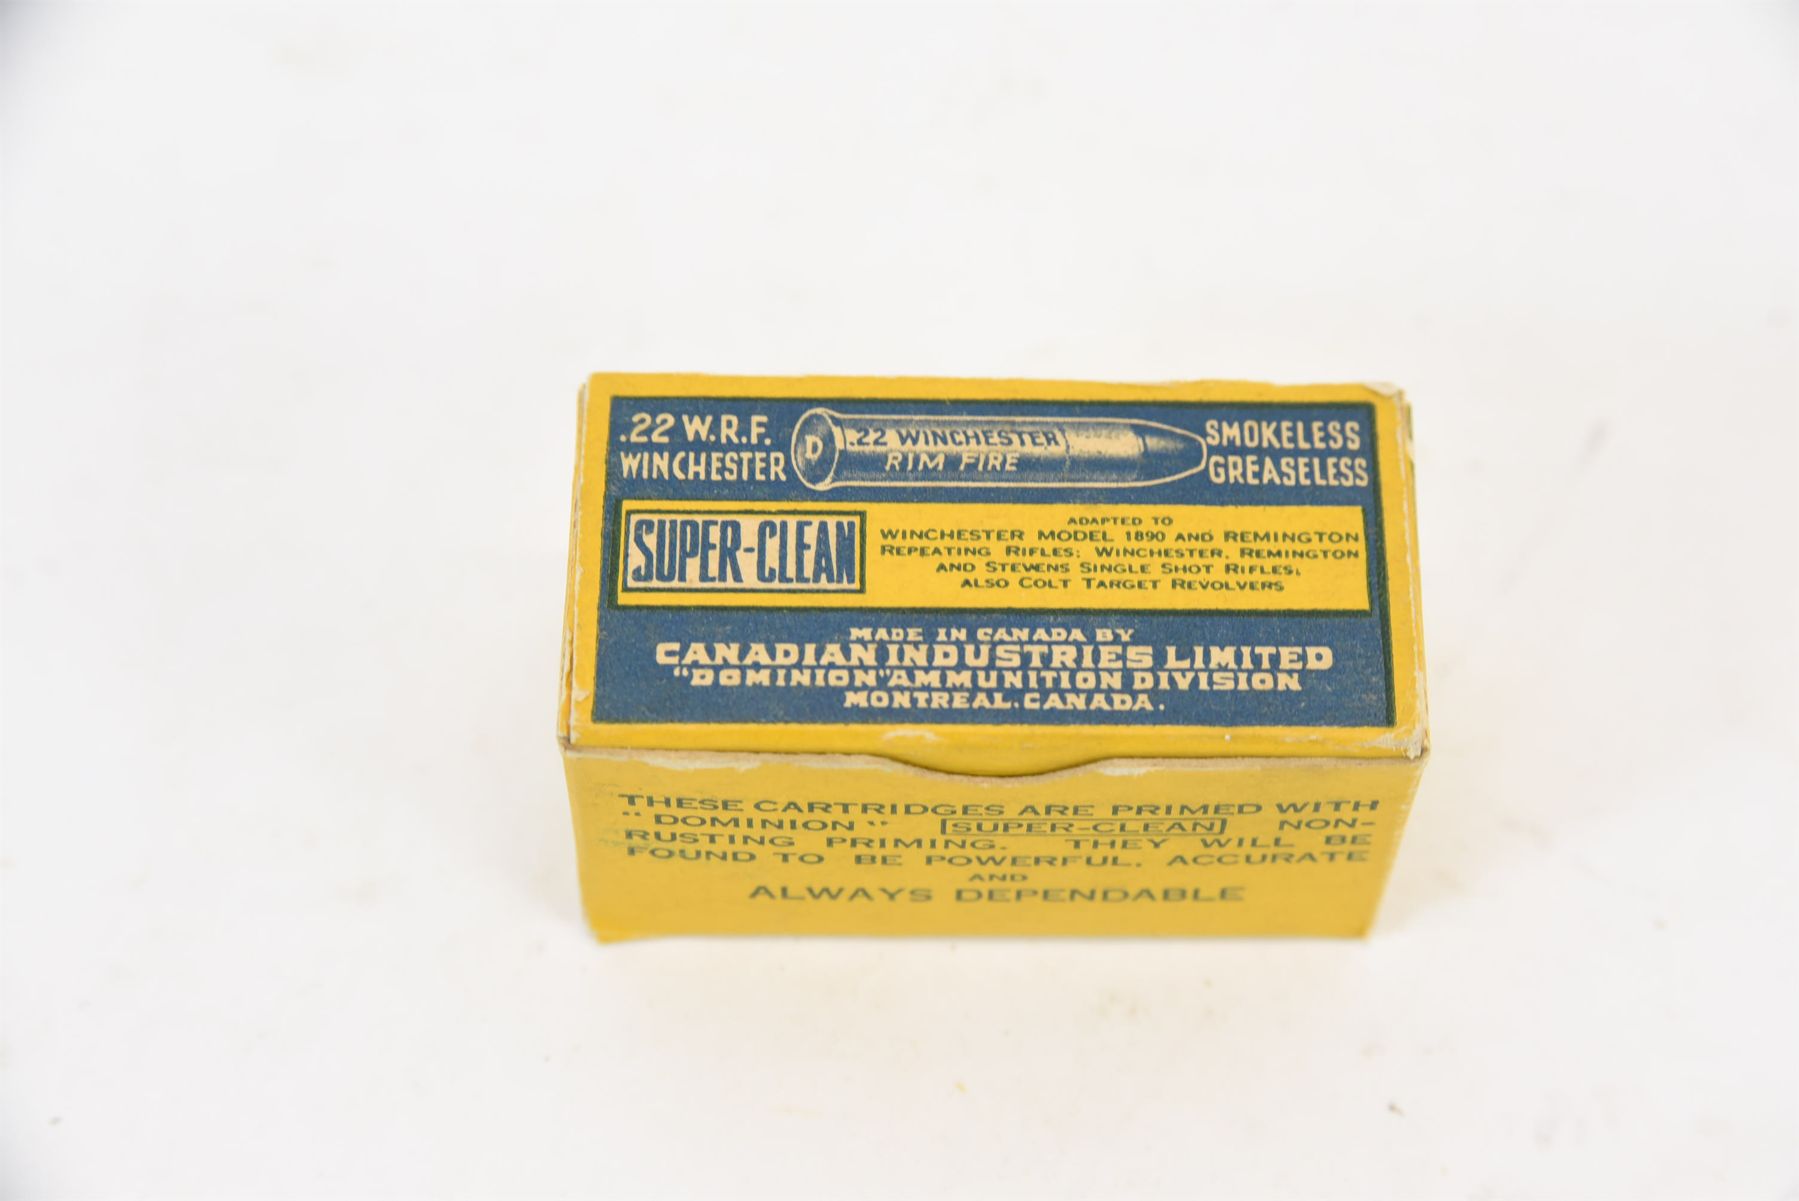 .22 W.R.F.
WINCHESTER
D
.22 WINCHESTER
RIM FIRE
SMOKELESS
GREASELESS
SUPER-CLEAN
ADAPTED TO
WINCHESTER MODEL 1890 AND REMINGTON
REPEATING RIFLES; WINCHESTER, REMINGTON
AND STEVENS SINGLE SHOT RIFLES,
ALSO COLT TARGET REVOLVERS
MADE IN CANADA BY
CANADIAN INDUSTRIES LIMITED
"DOMINION" AMMUNITION DIVISION
MONTREAL, CANADA.
THESE CARTRIDGES ARE PRIMED WITH
"DOMINION" [SUPER-CLEAN] NON-
RUSTING PRIMING. THEY WILL BE
FOUND TO BE POWERFUL, ACCURATE
AND
ALWAYS DEPENDABLE